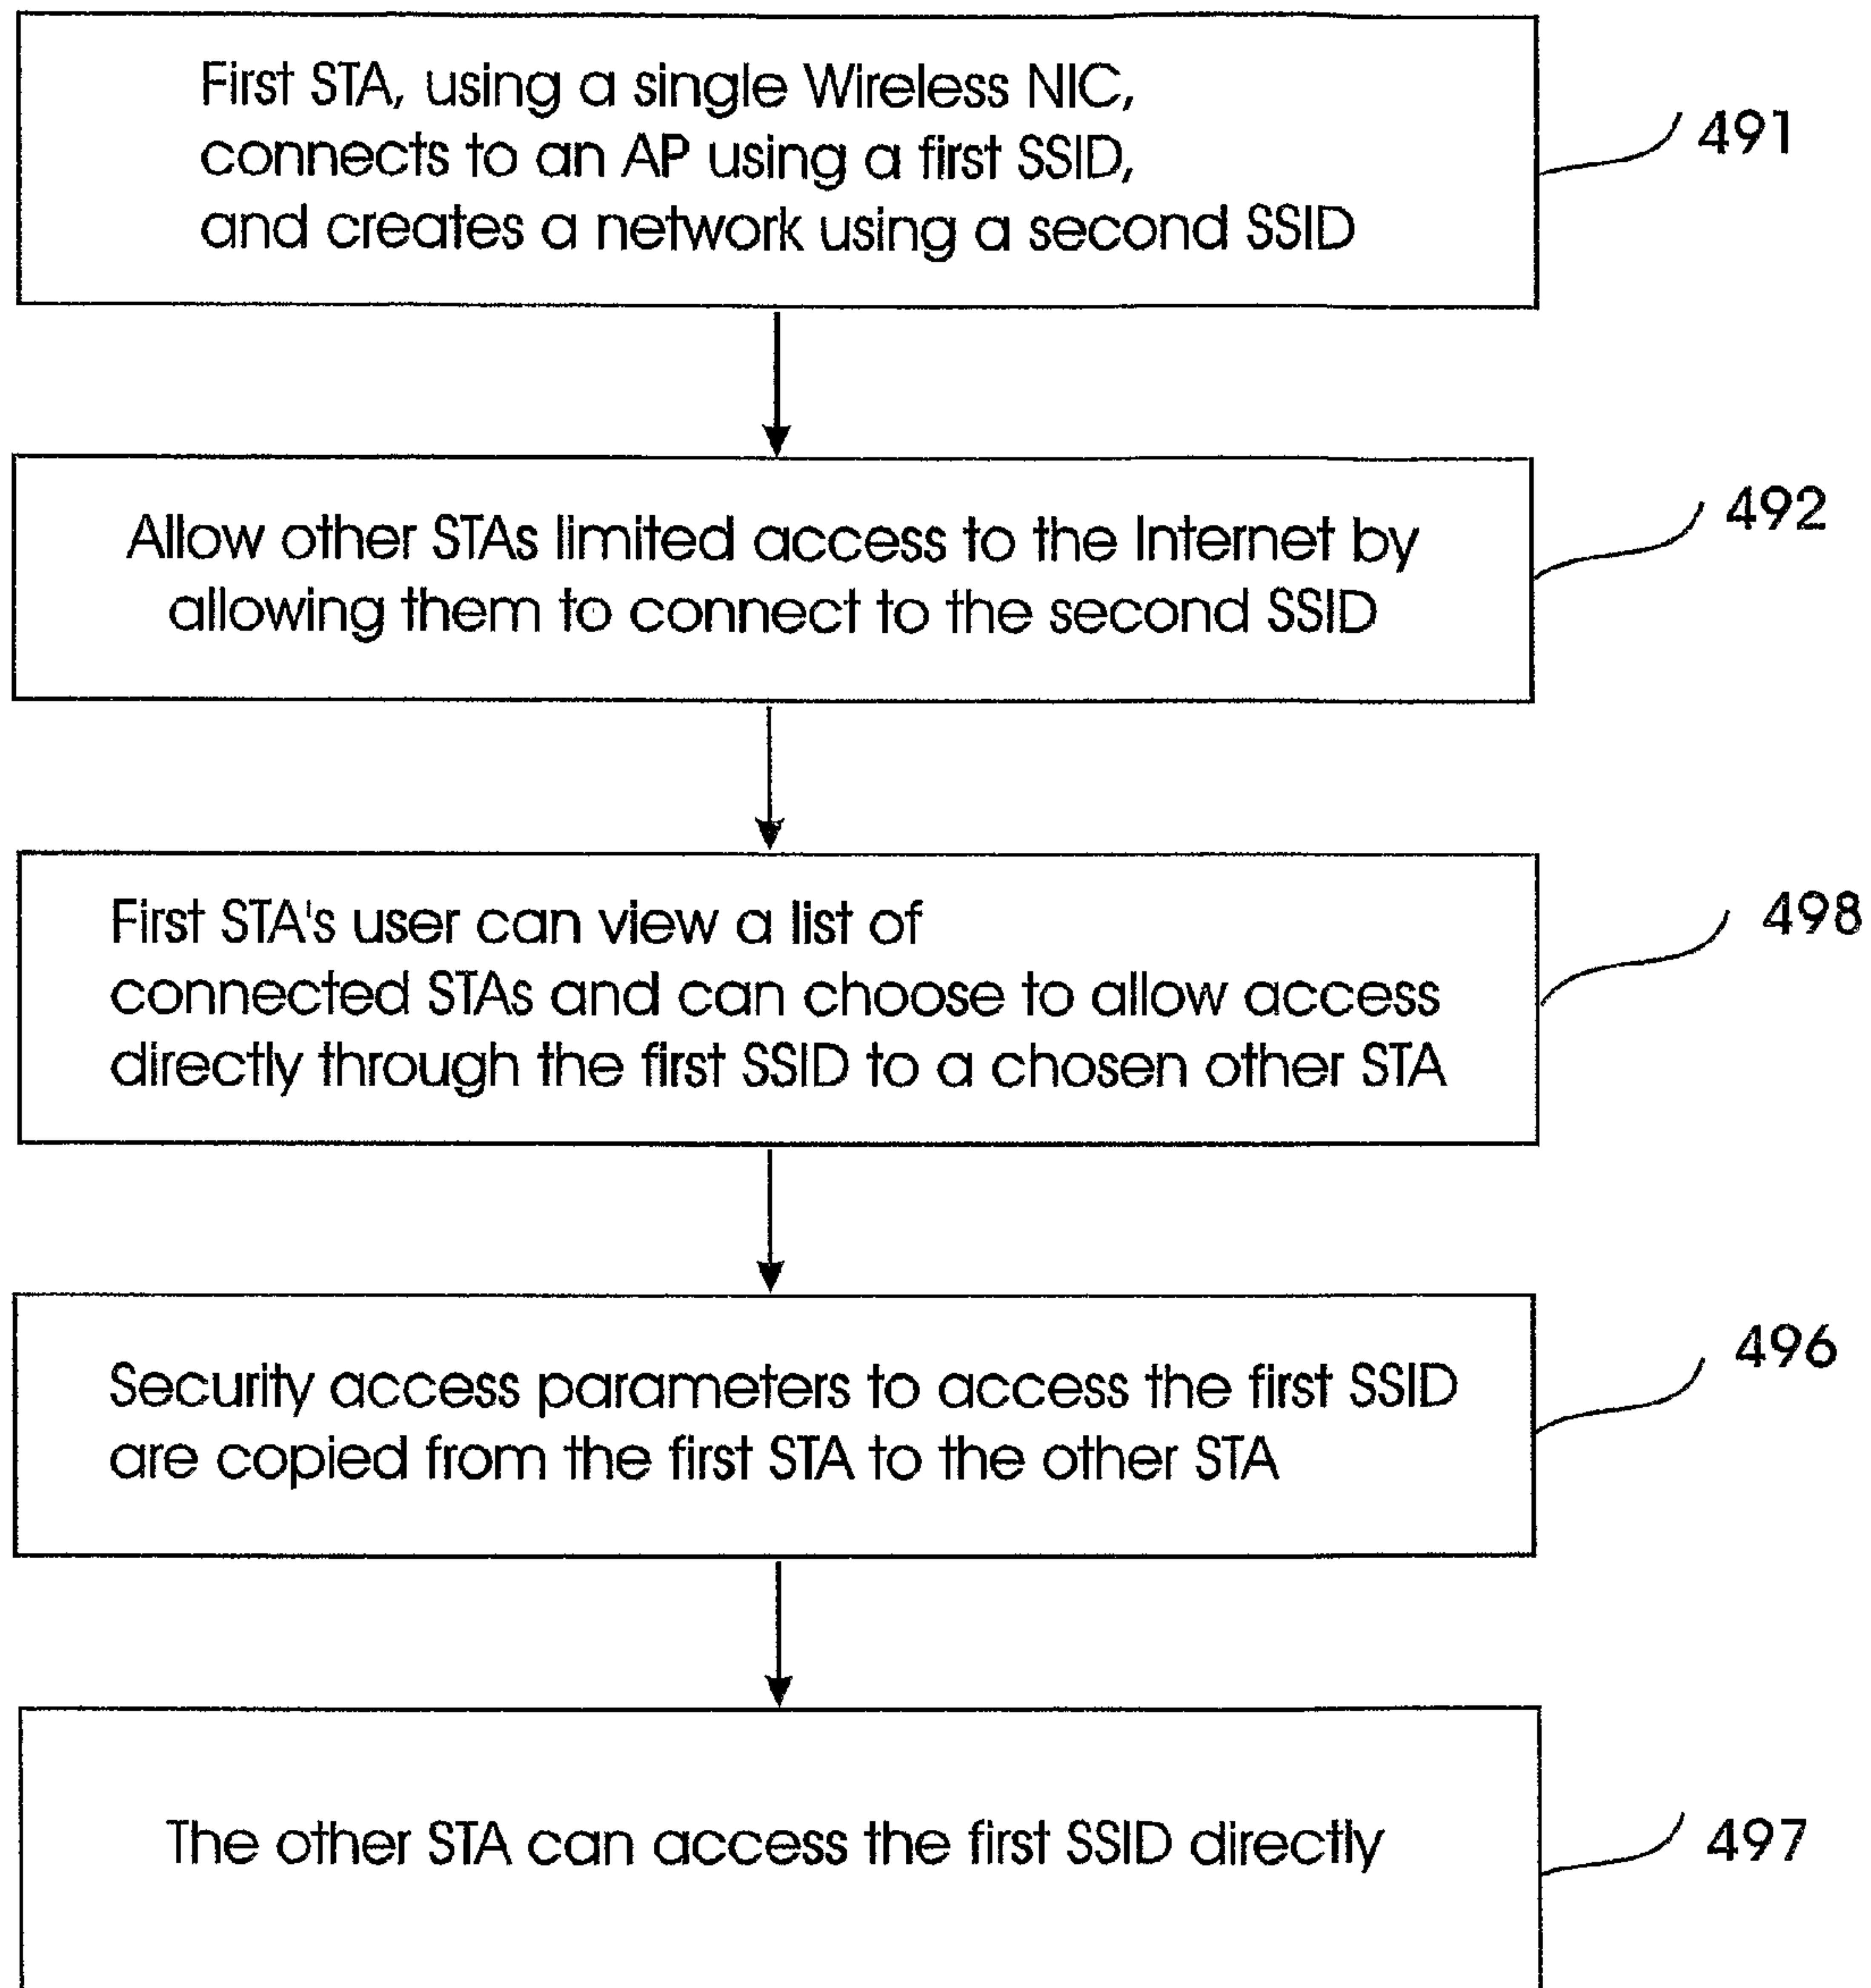 First STA, using a single Wireless NIC,
connects to an AP using a first SSID,
and creates a network using a second SSID
491
Allow other STAs limited access to the Internet by
allowing them to connect to the second SSID
492
First STA's user can view a list of
connected STAs and can choose to allow access
directly through the first SSID to a chosen other STA
498
Security access parameters to access the first SSID
are copied from the first STA to the other STA
496
The other STA can access the first SSID directly
497